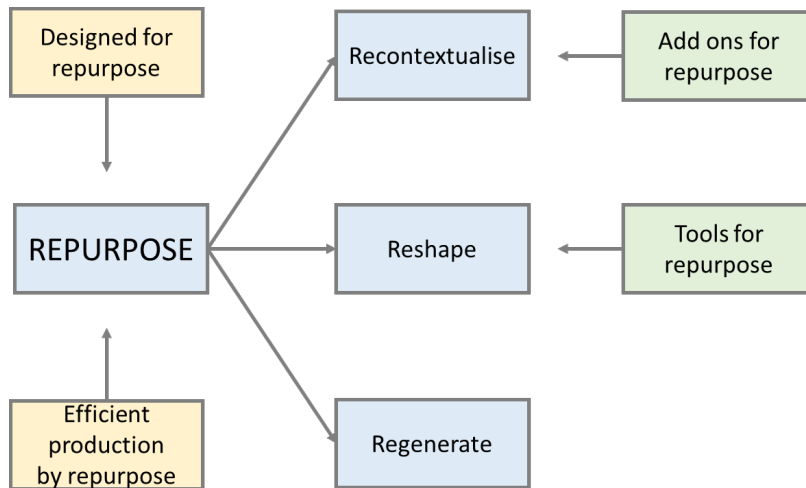 Designed for
repurpose
Recontextualise
Add ons for
repurpose
REPURPOSE
Reshape
Tools for
repurpose
Efficient
production
by repurpose
Regenerate